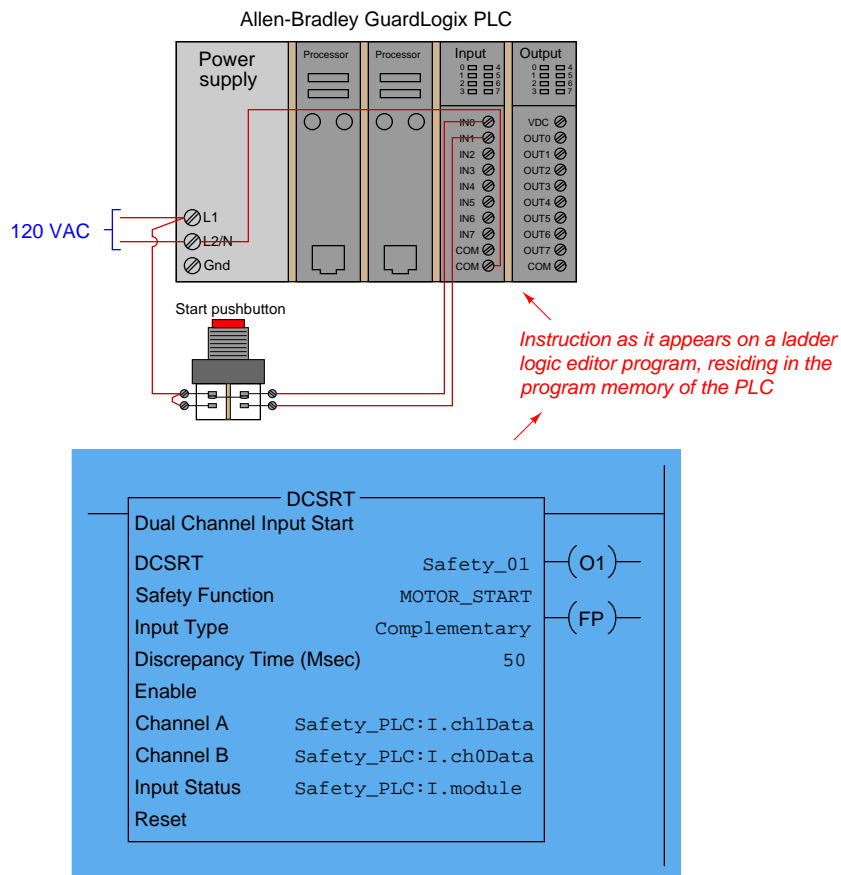 Allen-Bradley GuardLogix PLC
Power
supply
Processor
Processor
Input
0 4
1 5
2 6
3 7
Output
0 4
1 5
2 6
3 7
IN0
IN1
IN2
IN3
IN4
IN5
IN6
IN7
COM
COM
VDC
OUT0
OUT1
OUT2
OUT3
OUT4
OUT5
OUT6
OUT7
COM
120 VAC
L1
L2/N
Gnd
Start pushbutton
Instruction as it appears on a ladder
logic editor program, residing in the
program memory of the PLC
DCSRT
Dual Channel Input Start
DCSRT Safety_01
Safety Function MOTOR_START
Input Type Complementary
Discrepancy Time (Msec) 50
Enable
Channel A Safety_PLC:I.ch1Data
Channel B Safety_PLC:I.ch0Data
Input Status Safety_PLC:I.module
Reset
O1
FP